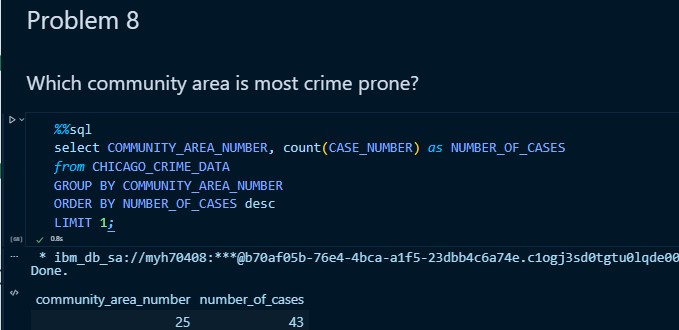 Problem 8
Which community area is most crime prone?
%%sql
select COMMUNITY_AREA_NUMBER, count(CASE_NUMBER) as NUMBER_OF_CASES
from CHICAGO_CRIME_DATA
GROUP BY COMMUNITY_AREA_NUMBER
ORDER BY NUMBER_OF_CASES desc
LIMIT 1;
[68] ✓ 0.8s
... * ibm_db_sa://myh70408:***@b70af05b-76e4-4bca-a1f5-23dbb4c6a74e.c1ogj3sd0tgtu0lqde00
Done.
</> community_area_number number_of_cases
25 43